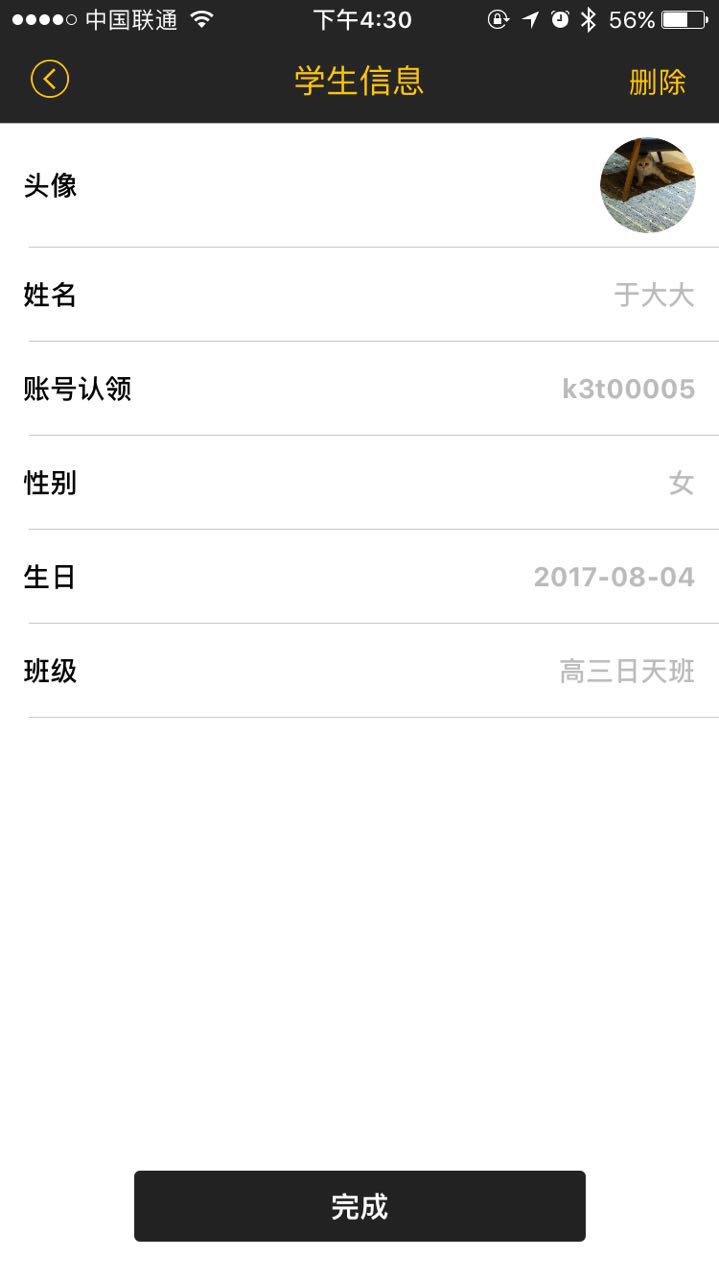 中国联通 下午4:30 56%
学生信息 删除
头像
姓名 于大大
账号认领 k3t00005
性别 女
生日 2017-08-04
班级 高三日天班
完成